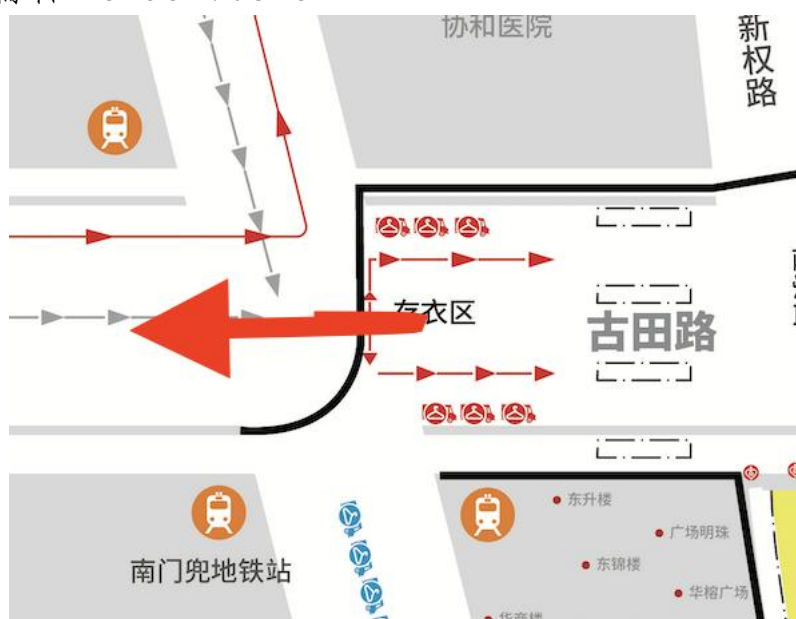 协和医院
新权路
存衣区
古田路
东升楼
广场明珠
东锦楼
南门兜地铁站
华榕广场